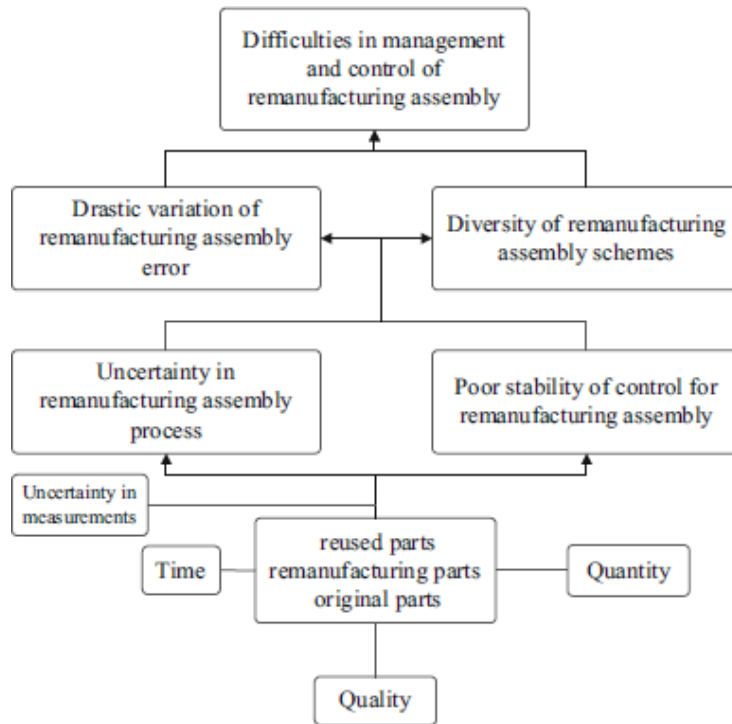 Difficulties in management
and control of
remanufacturing assembly
Drastic variation of
remanufacturing assembly
error
Diversity of remanufacturing
assembly schemes
Uncertainty in
remanufacturing assembly
process
Poor stability of control for
remanufacturing assembly
Uncertainty in
measurements
reused parts
remanufacturing parts
original parts
Time
Quantity
Quality